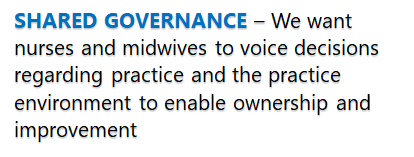 SHARED GOVERNANCE – We want
nurses and midwives to voice decisions
regarding practice and the practice
environment to enable ownership and
improvement